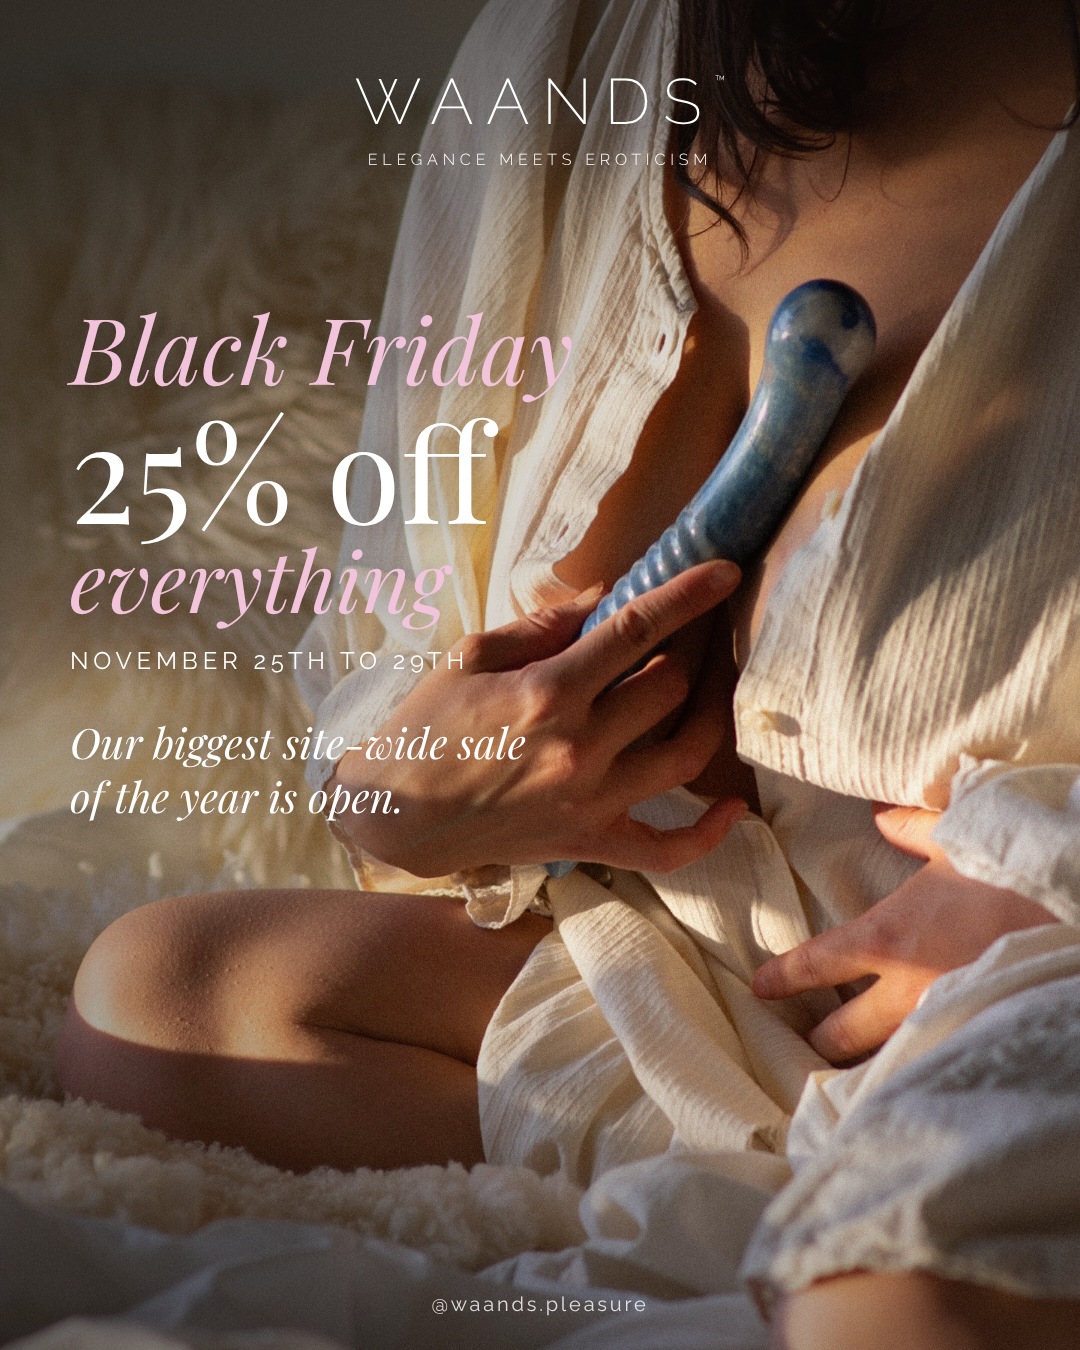 WAANDS™
ELEGANCE MEETS EROTICISM
Black Friday
25% off
everything
NOVEMBER 25TH TO 29TH
Our biggest site-wide sale
of the year is open.
@waands.pleasure